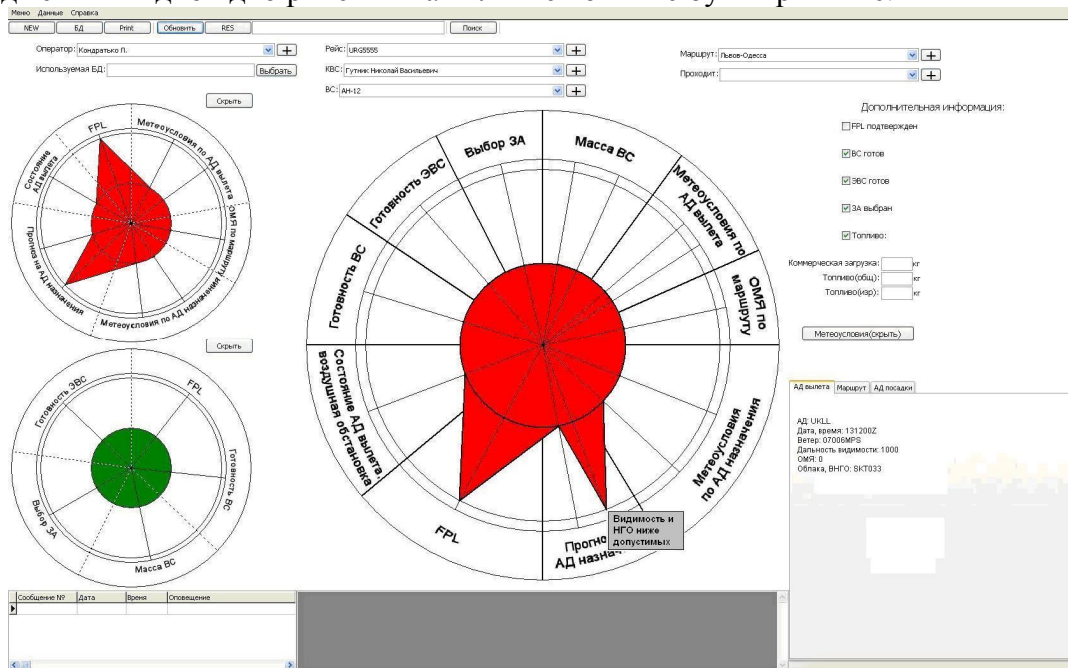 Меню Данные Справка
NEW БД Print Обновить RES Поиск
Оператор: Кондратько П.
Используемая БД: Выбрать
Рейс: URG5555
КВС: Гутник Николай Васильевич
ВС: АН-12
Маршрут: Львов-Одесса
Проходит:
Скрыть
FPL
Метеоусловия по АД вылета
ОМЯ по маршруту
Метеоусловия по АД назначения
Прогноз на АД назначения
Состояние
АД вылета
Скрыть
FPL
Готовность ВС
Масса ВС
Выбор ЗА
Готовность ЭВС
Масса ВС
Метеоусловия по
АД вылета
ОМЯ по
маршруту
Метеоусловия
по АД назначения
АД
FPL
Состояние АД вылета,
воздушная обстановка
Готовность ВС
Готовность ЭВС
Выбор ЗА
Видимость и
НГО ниже
допустимых
Дополнительная информация:
FPL подтвержден
ВС готов
ЭВС готов
ЗА выбран
Топливо:
Коммерческая загрузка: кг
Топливо(общ): кг
Топливо(изр): кг
Метеоусловия(скрыть)
АД вылета Маршрут АД посадки
АД: UKLL
Дата, время: 131200Z
Ветер: 07006MPS
Дальность видимости: 1000
ОМЯ: 0
Облака, ВНГО: SKT033
Сообщение № Дата Время Оповещение